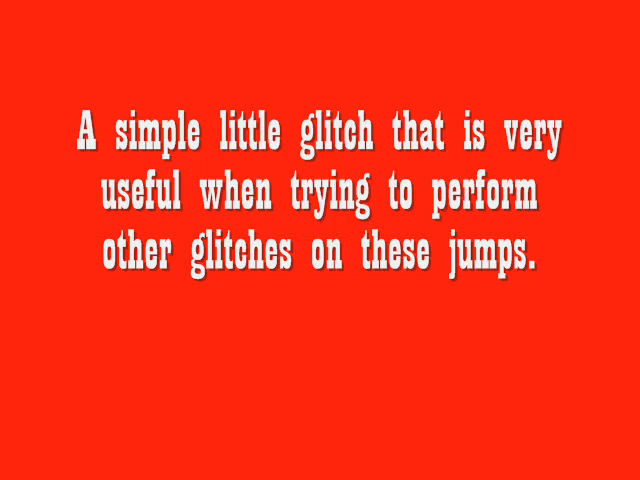 A simple little glitch that is very
useful when trying to perform
other glitches on these jumps.